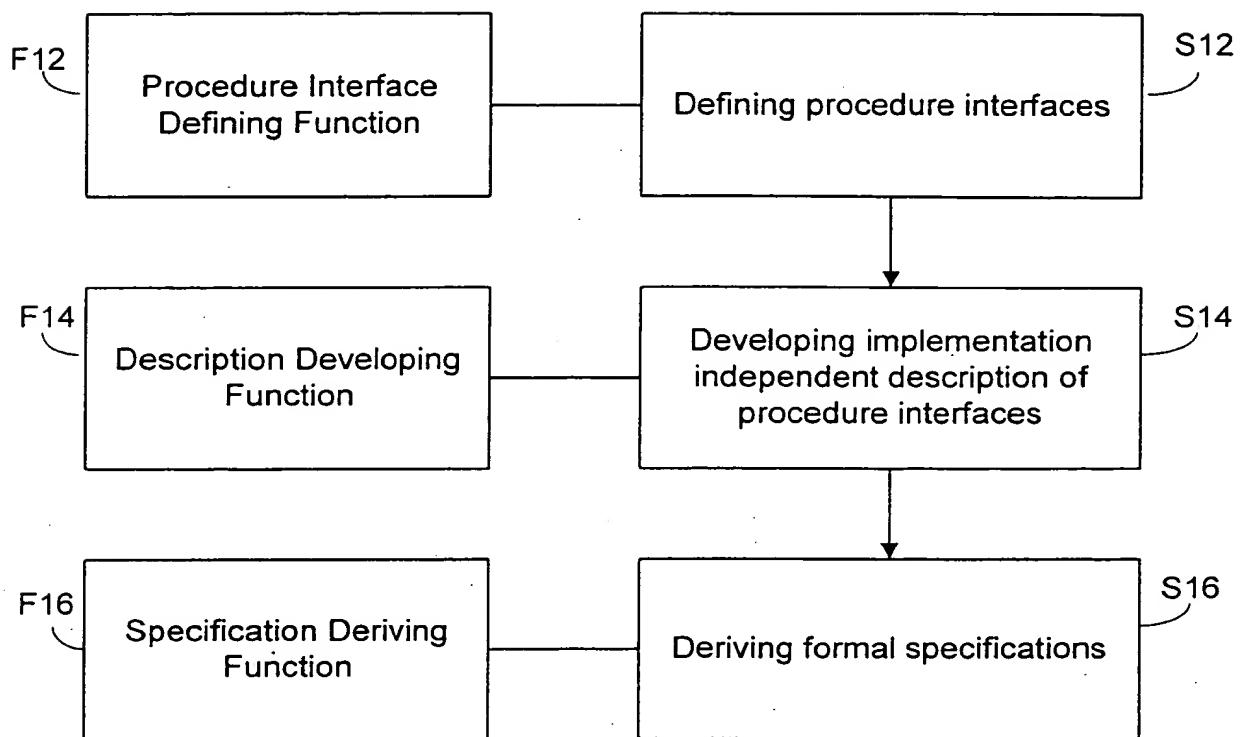 F12
Procedure Interface
Defining Function
Defining procedure interfaces
S12
F14
Description Developing
Function
Developing implementation
independent description of
procedure interfaces
S14
F16
Specification Deriving
Function
Deriving formal specifications
S16